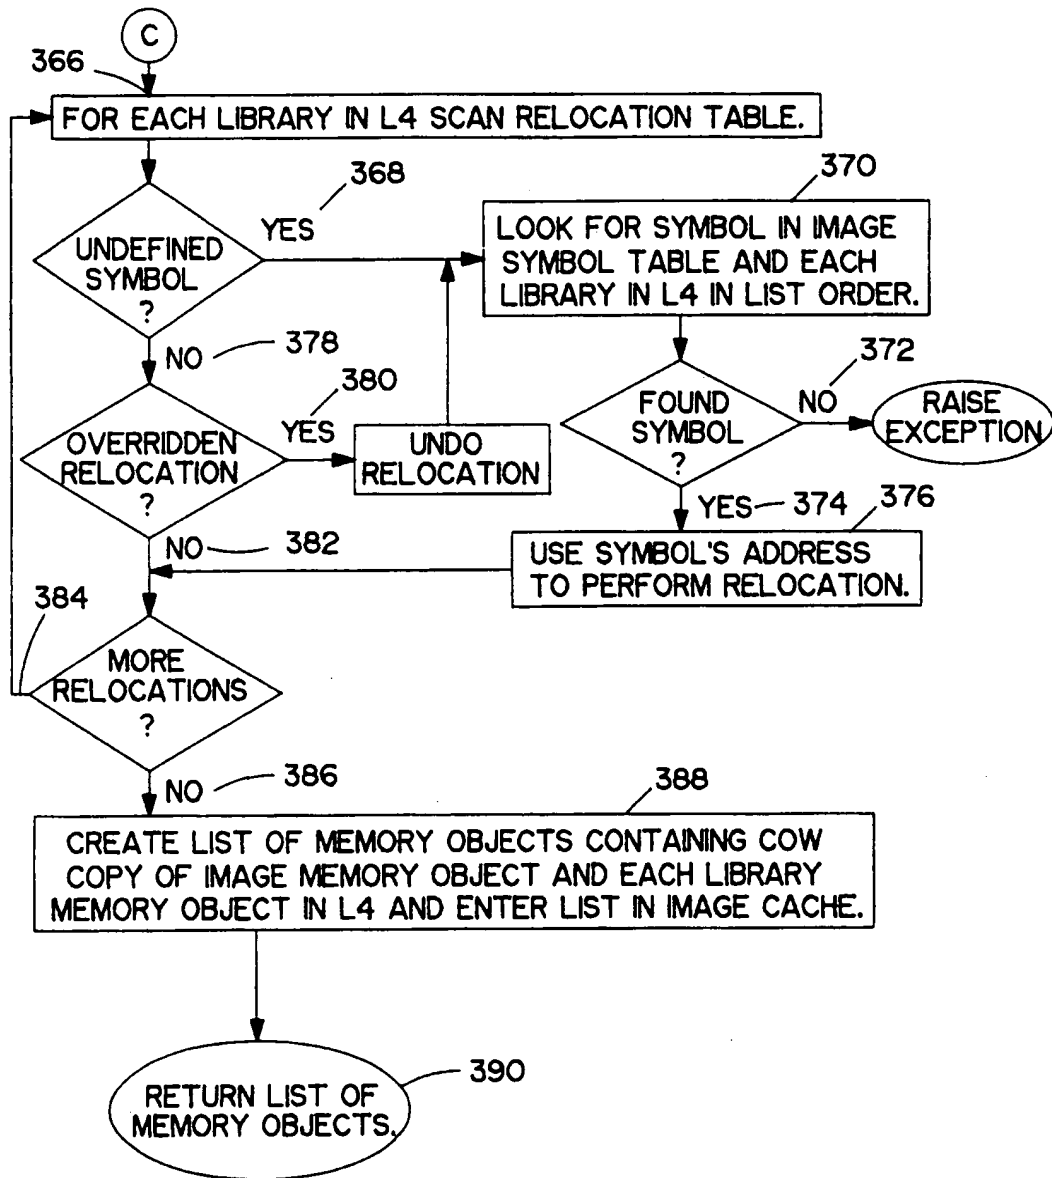 C
366
FOR EACH LIBRARY IN L4 SCAN RELOCATION TABLE.
368
370
YES
UNDEFINED
SYMBOL
?
LOOK FOR SYMBOL IN IMAGE
SYMBOL TABLE AND EACH
LIBRARY IN L4 IN LIST ORDER.
NO
378
372
380
NO
FOUND
SYMBOL
?
RAISE
EXCEPTION
YES
OVERRIDDEN
RELOCATION
?
UNDO
RELOCATION
YES
374
376
NO
382
USE SYMBOL'S ADDRESS
TO PERFORM RELOCATION.
384
MORE
RELOCATIONS
?
NO
386
388
CREATE LIST OF MEMORY OBJECTS CONTAINING COW
COPY OF IMAGE MEMORY OBJECT AND EACH LIBRARY
MEMORY OBJECT IN L4 AND ENTER LIST IN IMAGE CACHE.
390
RETURN LIST OF
MEMORY OBJECTS.